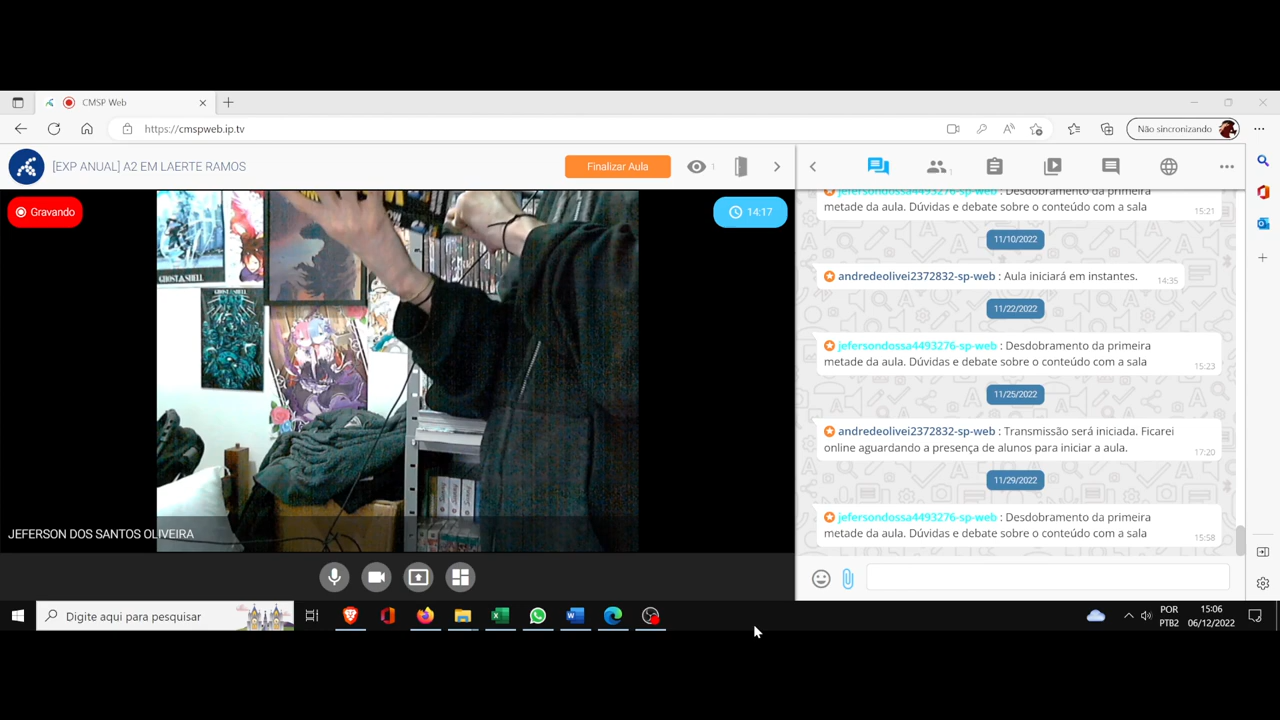 CMSP Web
https://cmspweb.ip.tv
Não sincronizando
[EXP ANUAL] A2 EM LAERTE RAMOS
Finalizar Aula
1
1
Gravando
14:17
GHOST & SHELL
JEFERSON DOS SANTOS OLIVEIRA
jefersondossa4493276-sp-web : Desdobramento da primeira
metade da aula. Dúvidas e debate sobre o conteúdo com a sala
15:21
11/10/2022
andredeolivei2372832-sp-web : Aula iniciará em instantes.
14:35
11/22/2022
jefersondossa4493276-sp-web : Desdobramento da primeira
metade da aula. Dúvidas e debate sobre o conteúdo com a sala
15:23
11/25/2022
andredeolivei2372832-sp-web : Transmissão será iniciada. Ficarei
online aguardando a presença de alunos para iniciar a aula.
17:20
11/29/2022
jefersondossa4493276-sp-web : Desdobramento da primeira
metade da aula. Dúvidas e debate sobre o conteúdo com a sala
15:58
Digite aqui para pesquisar
POR
PTB2
15:06
06/12/2022